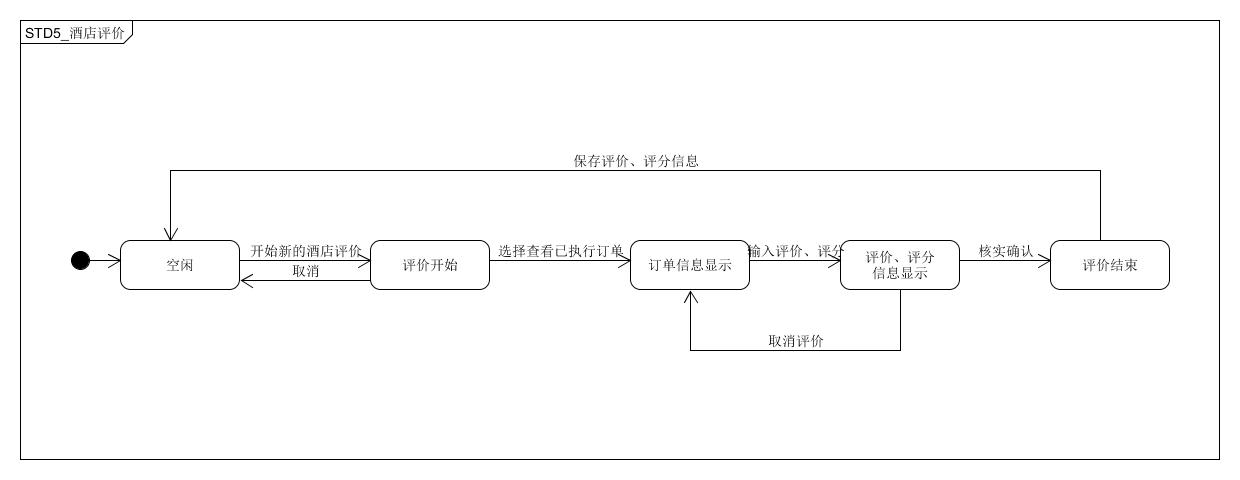 STD5_酒店评价
保存评价、评分信息
空闲
开始新的酒店评价
取消
评价开始
选择查看已执行订单
订单信息显示
输入评价、评分
评价、评分
信息显示
核实确认
评价结束
取消评价